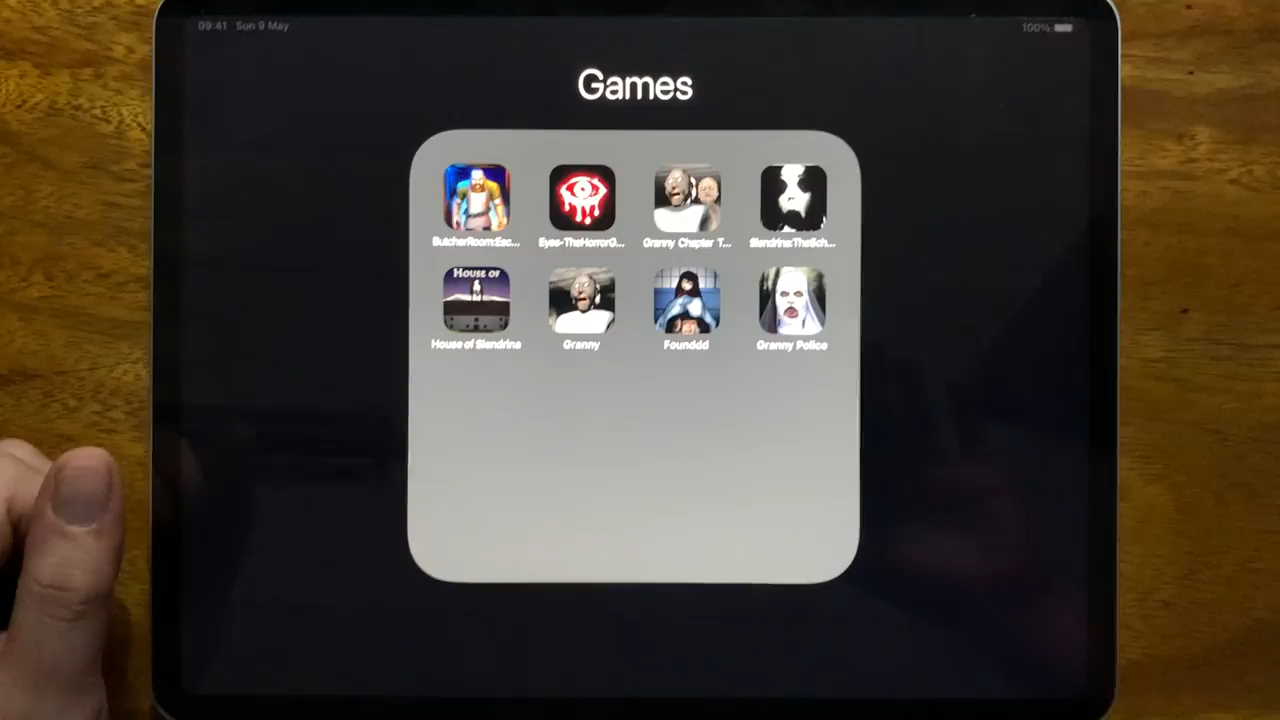 09:41 Sun 9 May 100%
Games
ButcherRoom:Esc... Eyes-TheHorrorG... Granny Chapter T... Slendrina:TheSch...
HOUSE OF
House of Slendrina Granny Founddd Granny Police